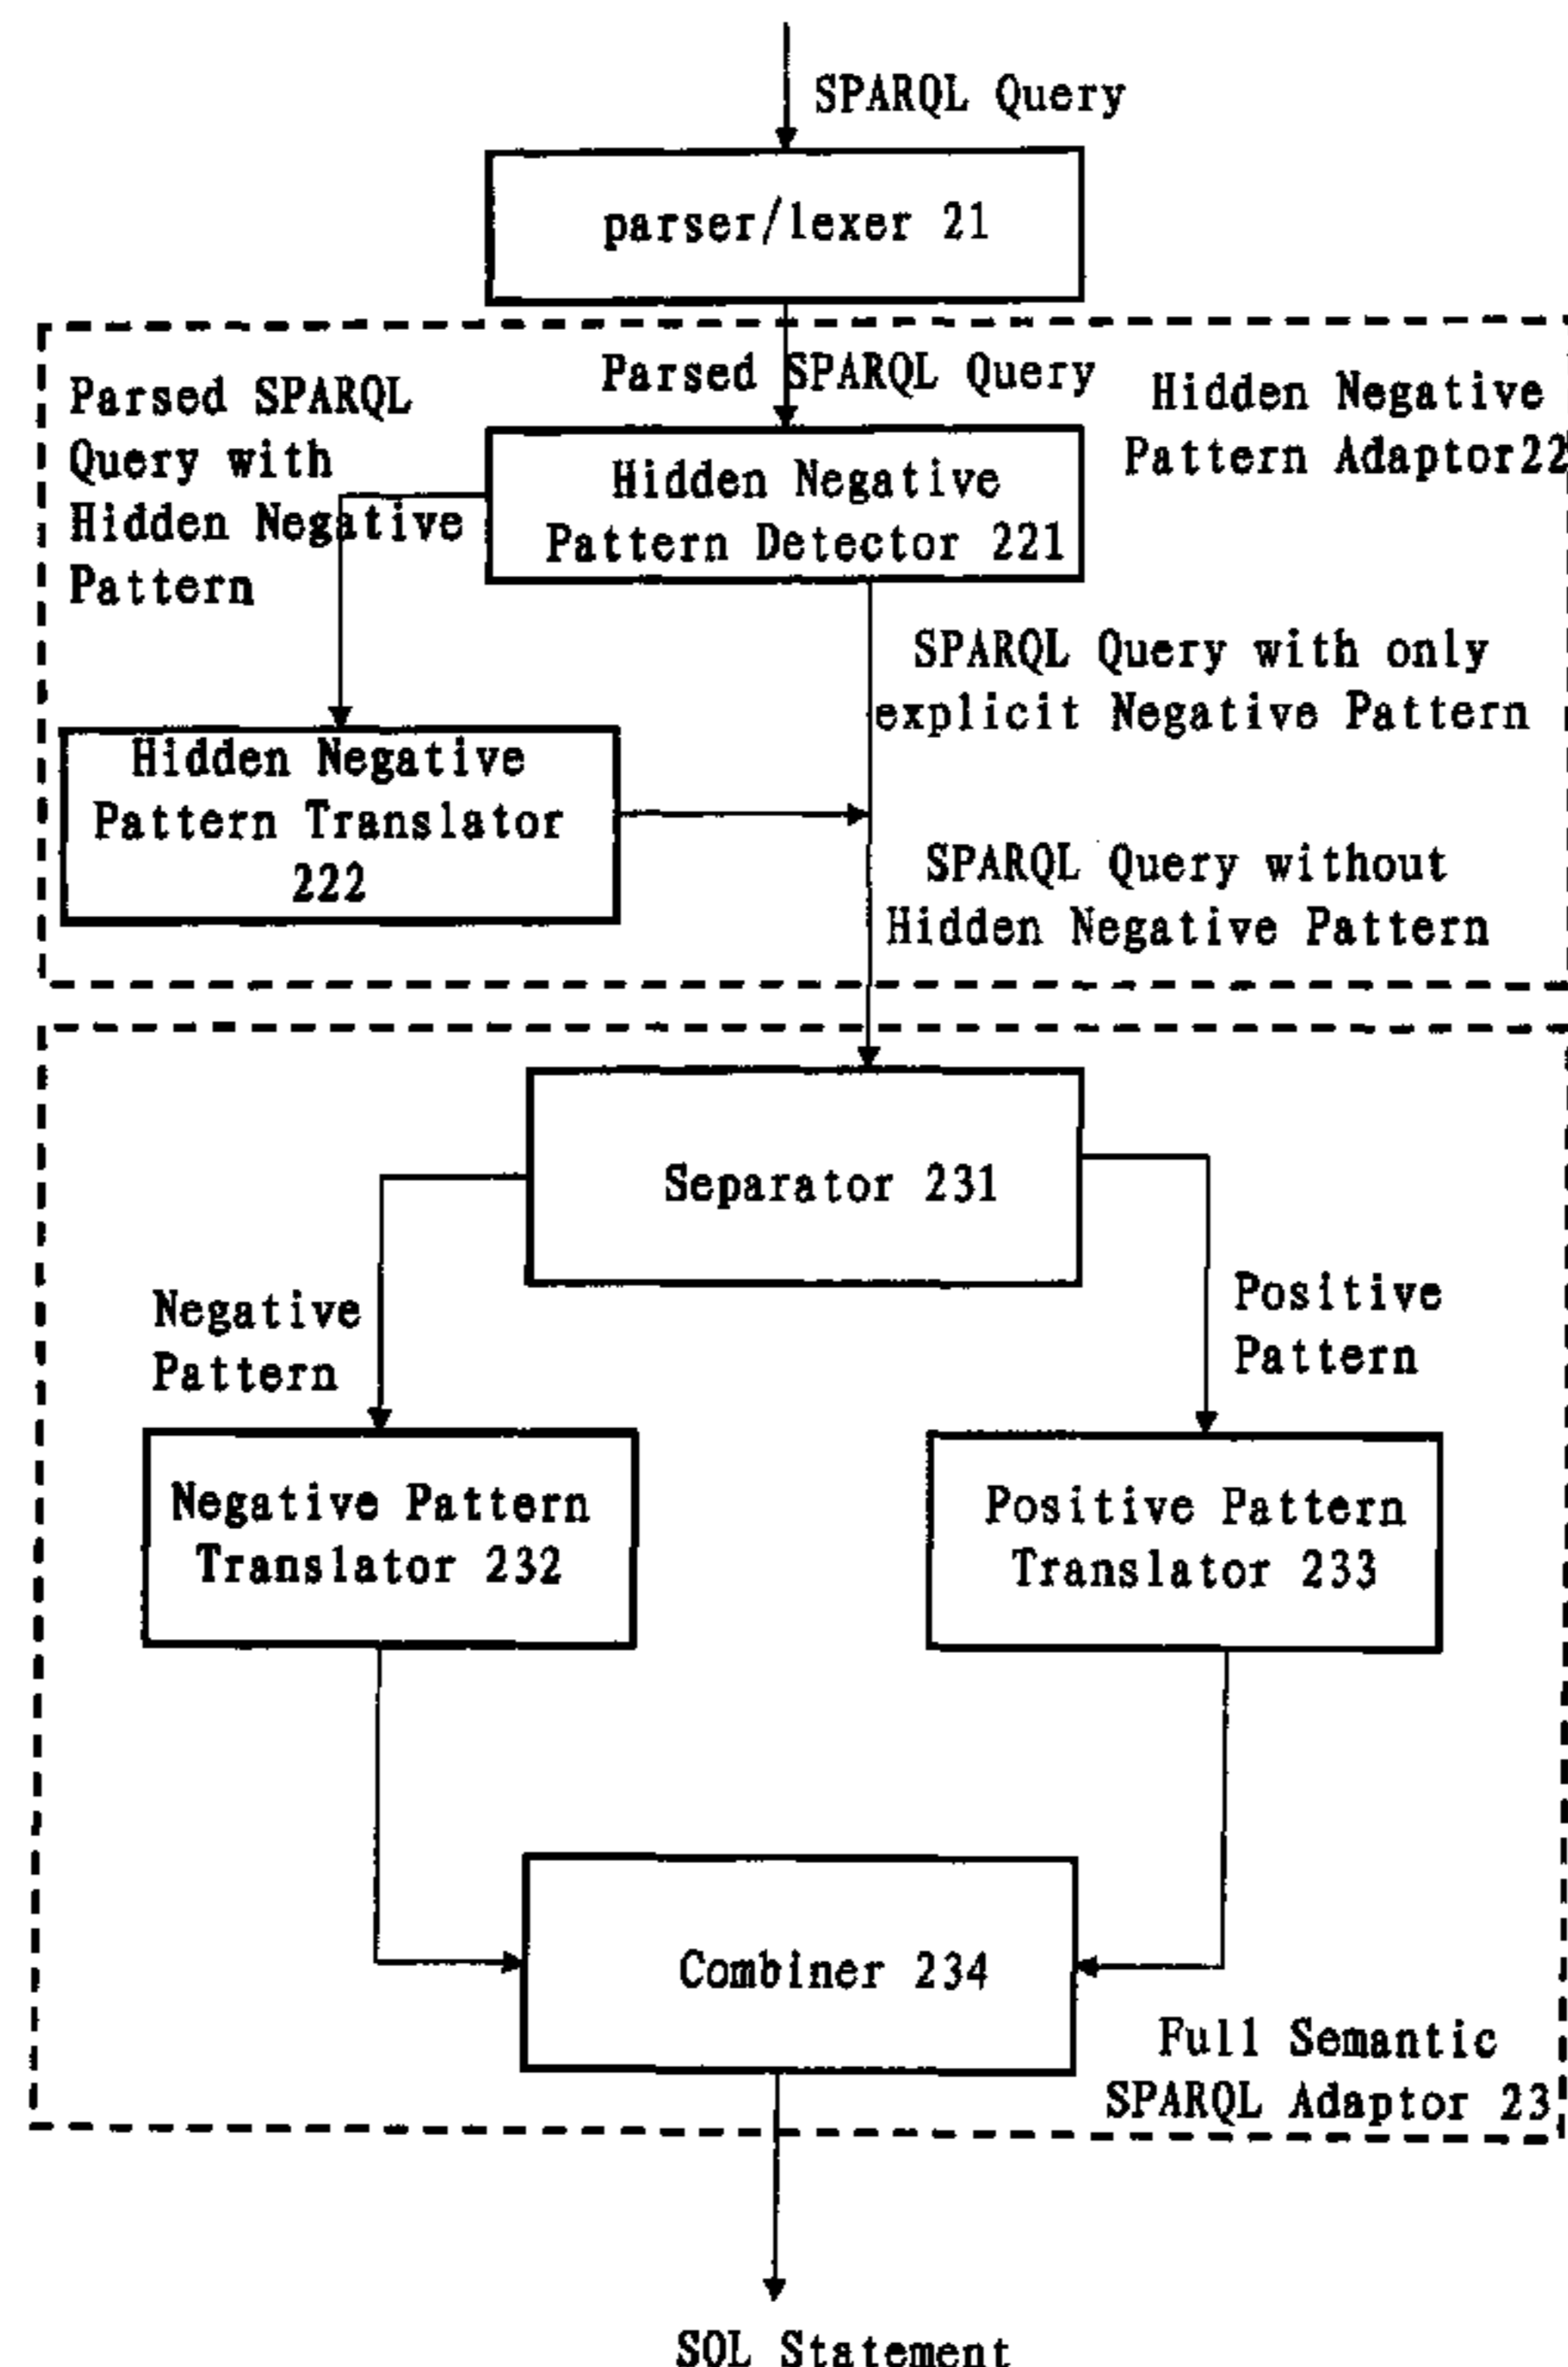 SPARQL Query
parser/lexer 21
Parsed SPARQL Query
Parsed SPARQL
Query with
Hidden Negative
Pattern
Hidden Negative
Pattern Adaptor22
Hidden Negative
Pattern Detector 221
SPARQL Query with only
explicit Negative Pattern
Hidden Negative
Pattern Translator
222
SPARQL Query without
Hidden Negative Pattern
Separator 231
Negative
Pattern
Positive
Pattern
Negative Pattern
Translator 232
Positive Pattern
Translator 233
Combiner 234
Full Semantic
SPARQL Adaptor 23
SQL Statement